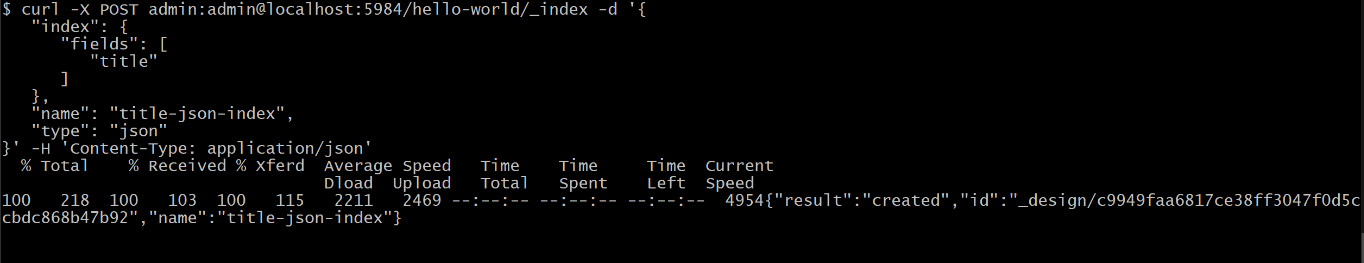 $ curl -X POST admin:admin@localhost:5984/hello-world/_index -d '{
   "index": {
      "fields": [
         "title"
      ]
   },
   "name": "title-json-index",
   "type": "json"
}' -H 'Content-Type: application/json'
  % Total    % Received % Xferd  Average Speed   Time    Time     Time  Current
                                 Dload  Upload   Total   Spent    Left  Speed
100   218  100   103  100   115   2211   2469 --:--:-- --:--:-- --:--:--  4954{"result":"created","id":"_design/c9949faa6817ce38ff3047f0d5c
cbdc868b47b92","name":"title-json-index"}